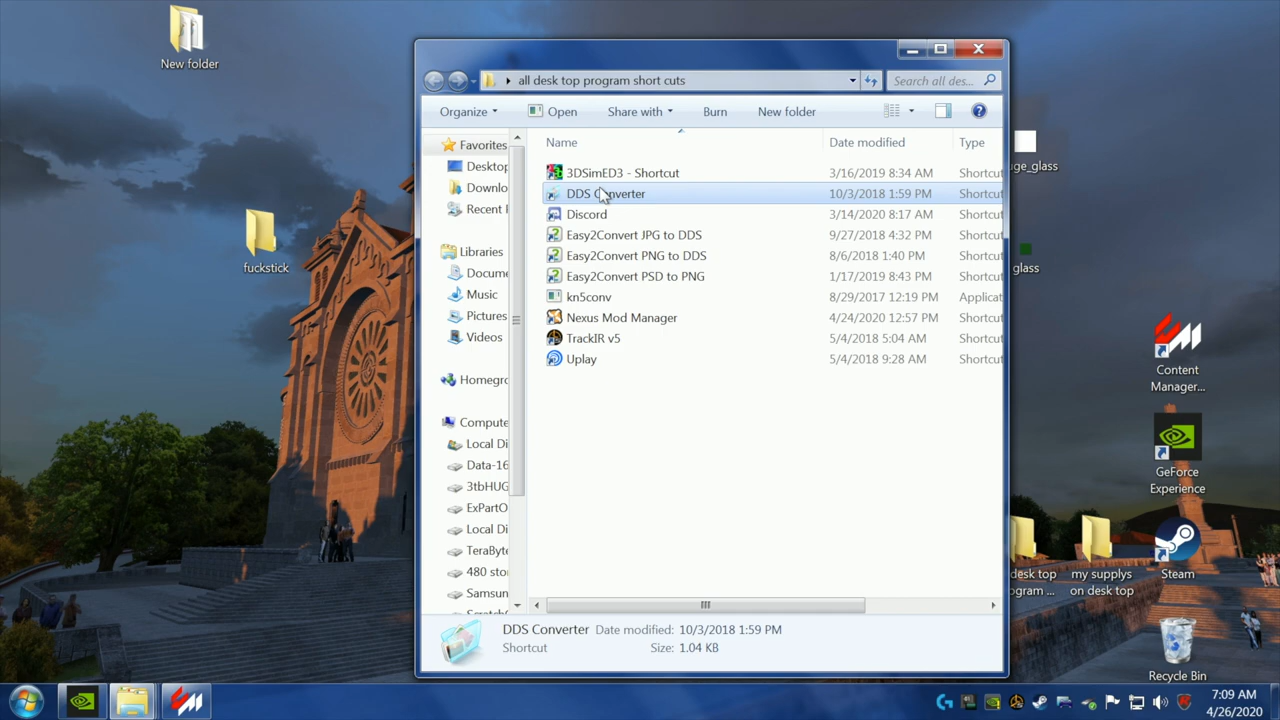 New folder
fuckstick
all desk top program short cuts
Search all des...
Organize
Open
Share with
Burn
New folder
Favorites
Desktop
Downlo
Recent
Libraries
Docume
Music
Pictures
Videos
Homegr
Compute
Local Di
Data-16
3tbHUG
ExPartO
Local Di
TeraByte
480 stor
Samsun
Name
Date modified
Type
3DSimED3 - Shortcut
3/16/2019 8:34 AM
Shortcut
DDS Converter
10/3/2018 1:59 PM
Shortcut
Discord
3/14/2020 8:17 AM
Shortcut
Easy2Convert JPG to DDS
9/27/2018 4:32 PM
Shortcut
Easy2Convert PNG to DDS
8/6/2018 1:40 PM
Shortcut
Easy2Convert PSD to PNG
1/17/2019 8:43 PM
Shortcut
kn5conv
8/29/2017 12:19 PM
Applicat
Nexus Mod Manager
4/24/2020 12:57 PM
Shortcut
TrackIR v5
5/4/2018 5:04 AM
Shortcut
Uplay
5/4/2018 9:28 AM
Shortcut
DDS Converter
Date modified: 10/3/2018 1:59 PM
Shortcut
Size: 1.04 KB
uge_glass
glass
Content
Manager...
GeForce
Experience
desk top
ogram ...
my supplys
on desk top
Steam
Recycle Bin
7:09 AM
4/26/2020